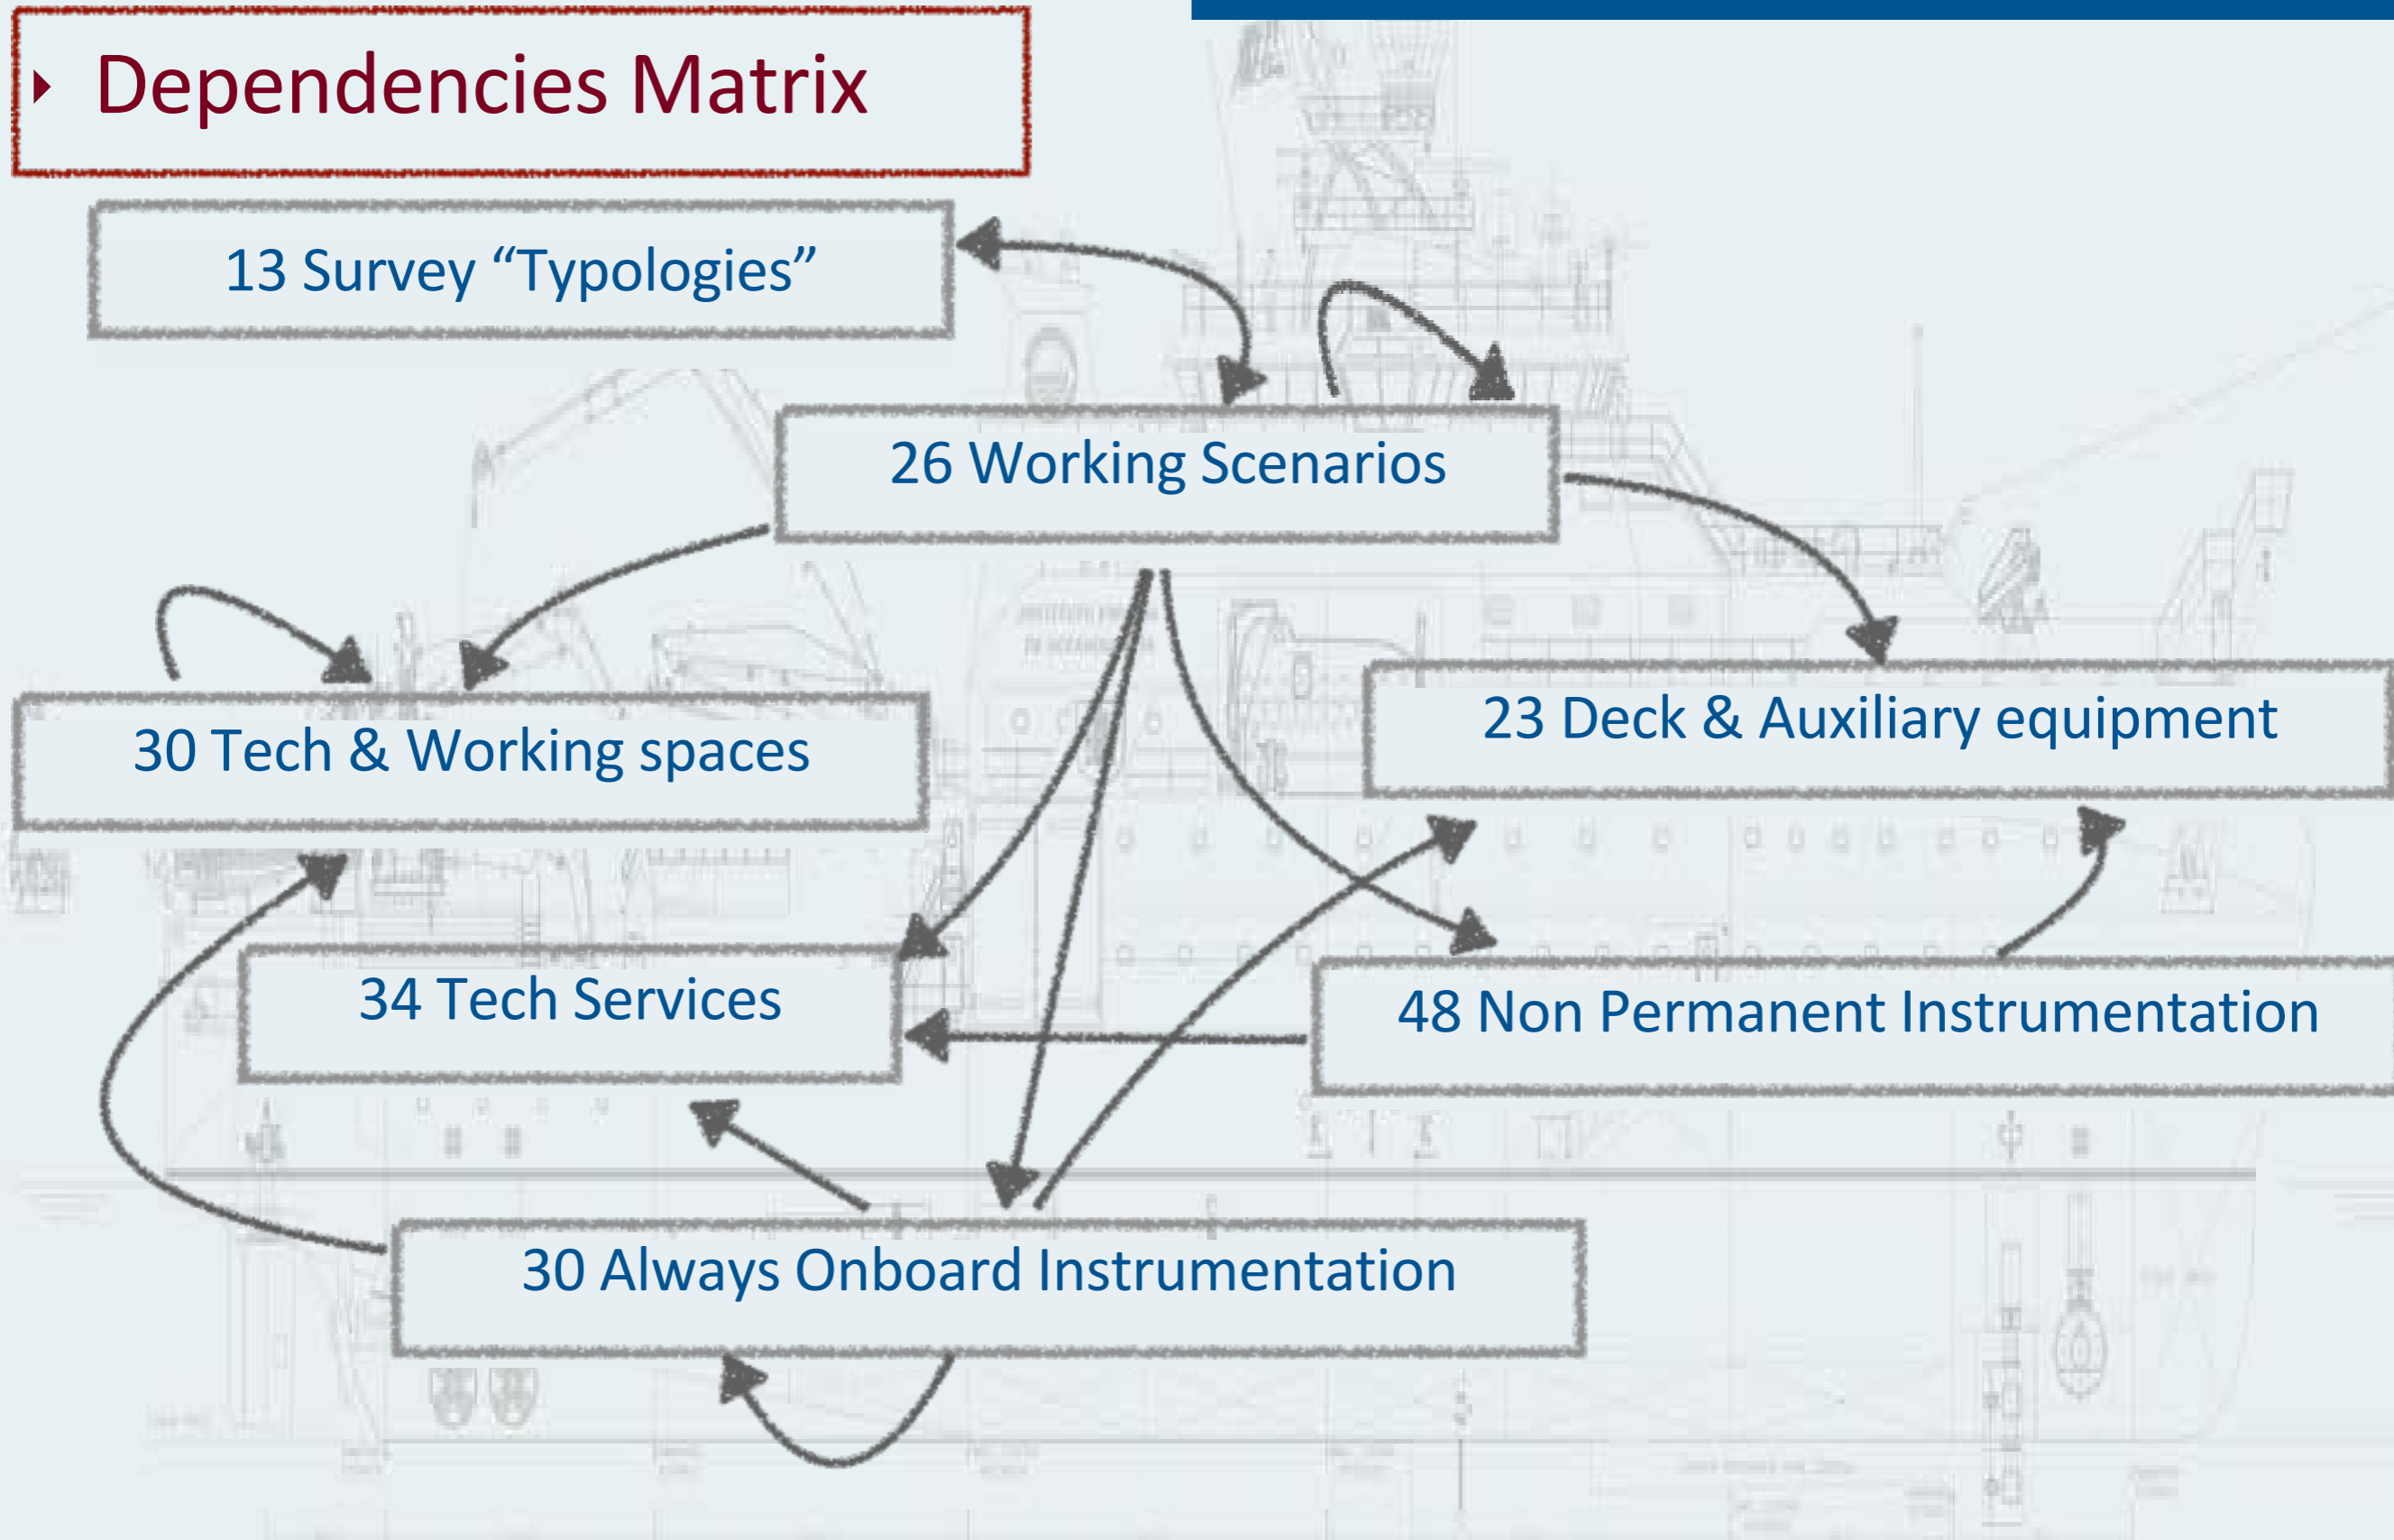 ‣ Dependencies Matrix
13 Survey “Typologies”
26 Working Scenarios
30 Tech & Working spaces
23 Deck & Auxiliary equipment
34 Tech Services
48 Non Permanent Instrumentation
30 Always Onboard Instrumentation